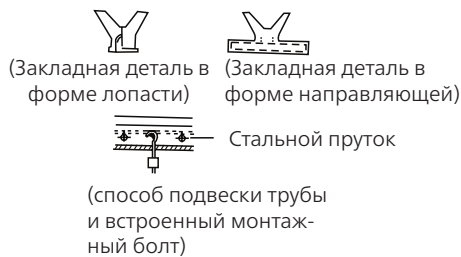 (Закладная деталь в
форме лопасти)
(Закладная деталь в
форме направляющей)
Стальной пруток
(способ подвески трубы
и встроенный монтаж-
ный болт)